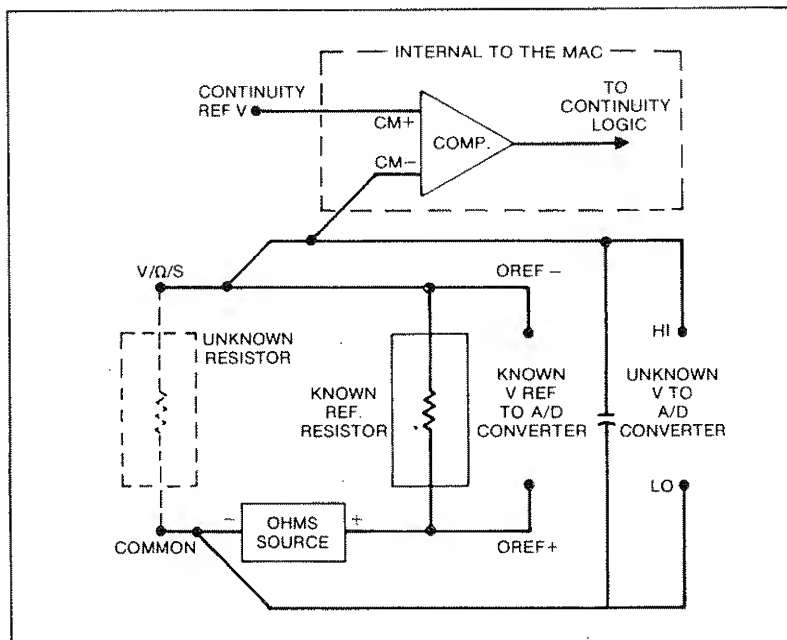 INTERNAL TO THE MAC
CONTINUITY
REF V
CM+
CM−
COMP.
TO
CONTINUITY
LOGIC
V/Ω/S
OREF −
UNKNOWN
RESISTOR
KNOWN
REF.
RESISTOR
KNOWN
V REF
TO A/D
CONVERTER
HI
UNKNOWN
V TO
A/D
CONVERTER
LO
COMMON
−
OHMS
SOURCE
+
OREF+